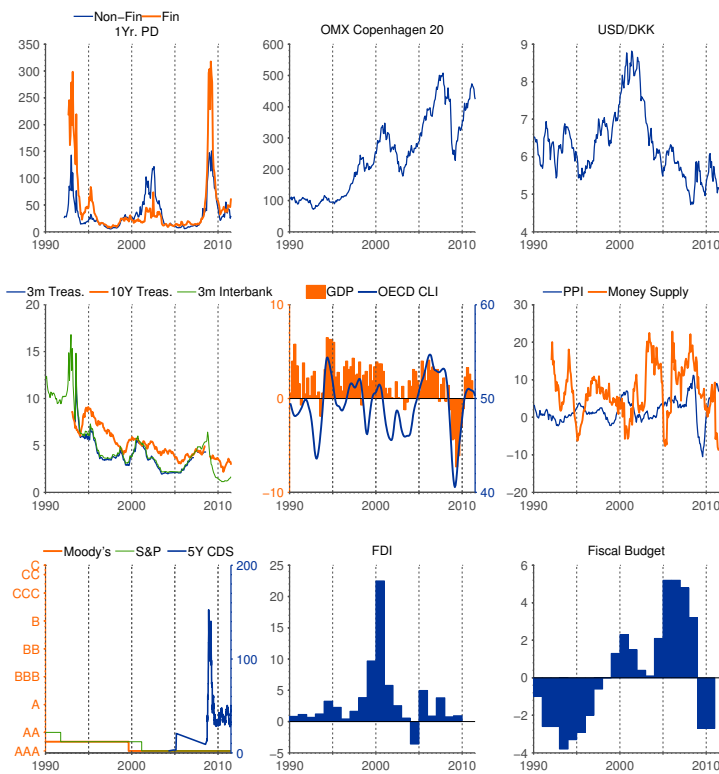 Non−Fin Fin
1Yr. PD
350
300
250
200
150
100
50
0
1990 2000 2010
OMX Copenhagen 20
600
500
400
300
200
100
0
1990 2000 2010
USD/DKK
9
8
7
6
5
4
1990 2000 2010
3m Treas. 10Y Treas. 3m Interbank
20
15
10
5
0
1990 2000 2010
GDP OECD CLI
10
0
−10
60
50
40
1990 2000 2010
PPI Money Supply
30
20
10
0
−10
−20
1990 2000 2010
Moody's S&P 5Y CDS
C
CC
CCC
B
BB
BBB
A
AA
AAA
200
100
0
1990 2000 2010
FDI
25
20
15
10
5
0
−5
1990 2000 2010
Fiscal Budget
6
4
2
0
−2
−4
1990 2000 2010